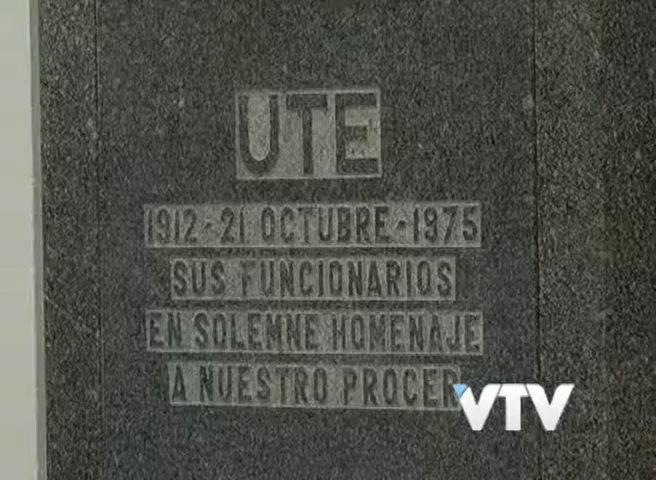 UTE
1912-21 OCTUBRE-1975
SUS FUNCIONARIOS
EN SOLEMNE HOMENAJE
A NUESTRO PROCER
VTV